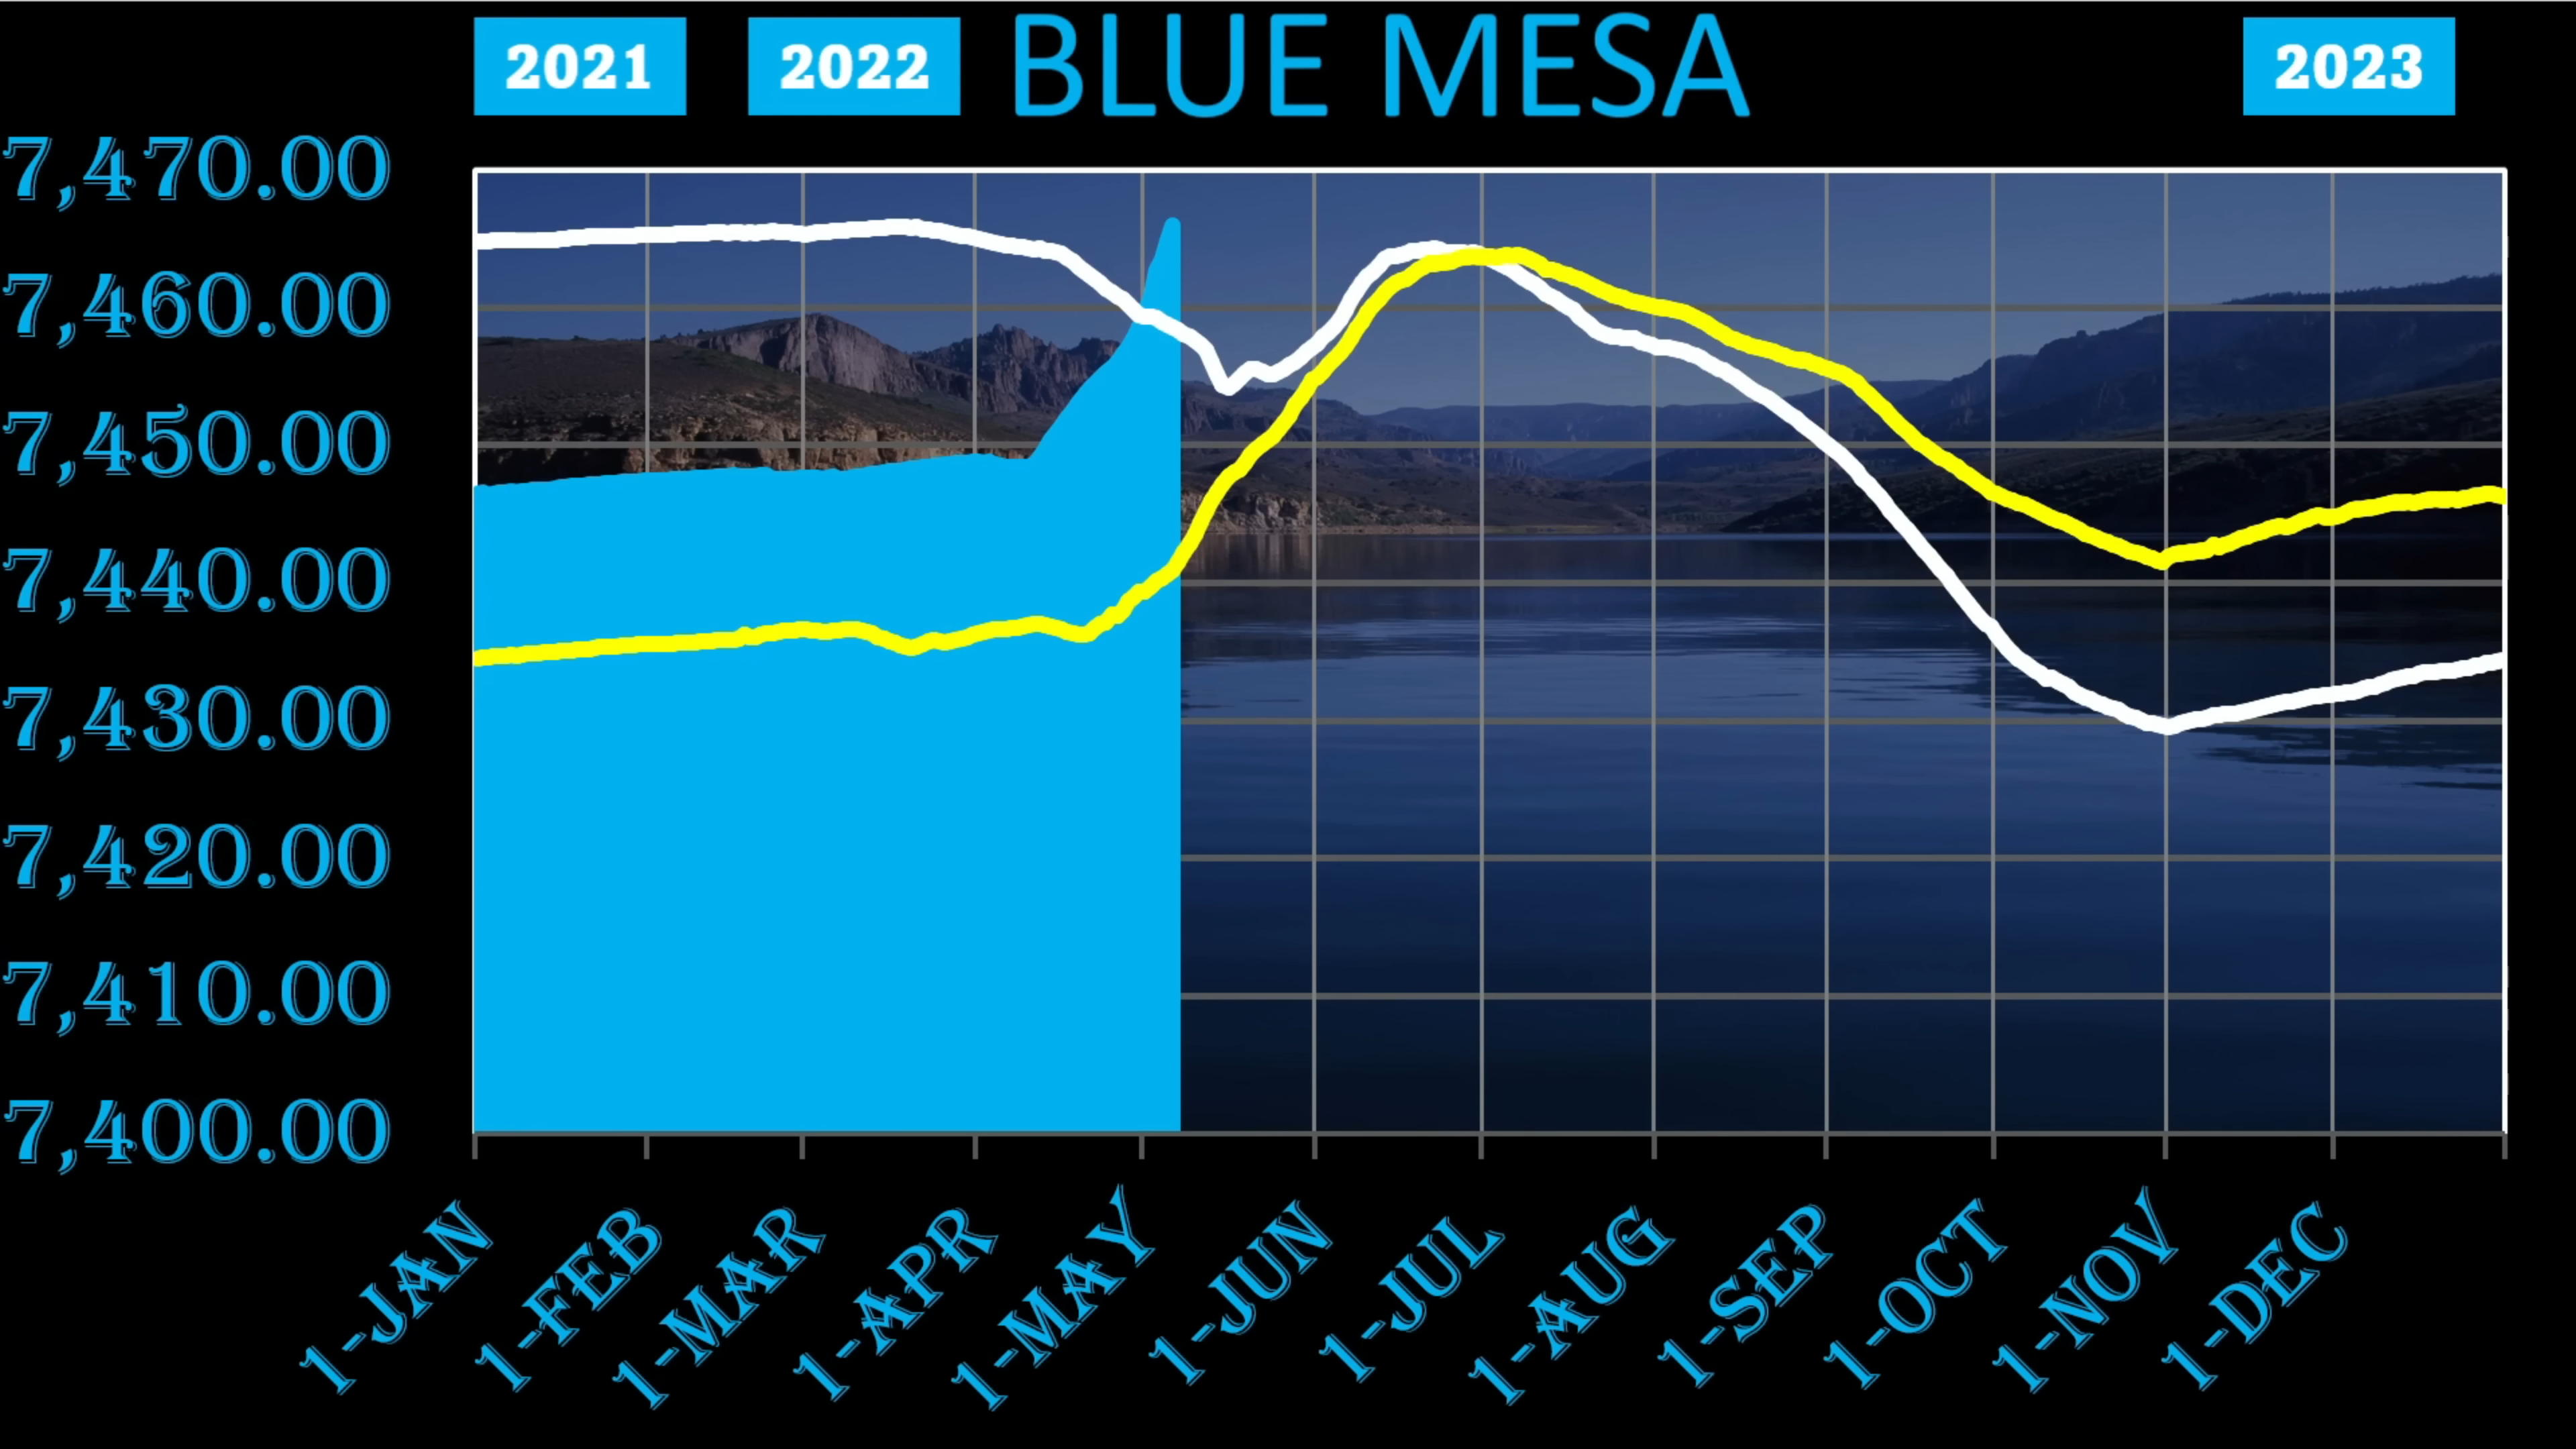 2021
2022
BLUE MESA
2023
7,470.00
7,460.00
7,450.00
7,440.00
7,430.00
7,420.00
7,410.00
7,400.00
1-JAN
1-FEB
1-MAR
1-APR
1-MAY
1-JUN
1-JUL
1-AUG
1-SEP
1-OCT
1-NOV
1-DEC